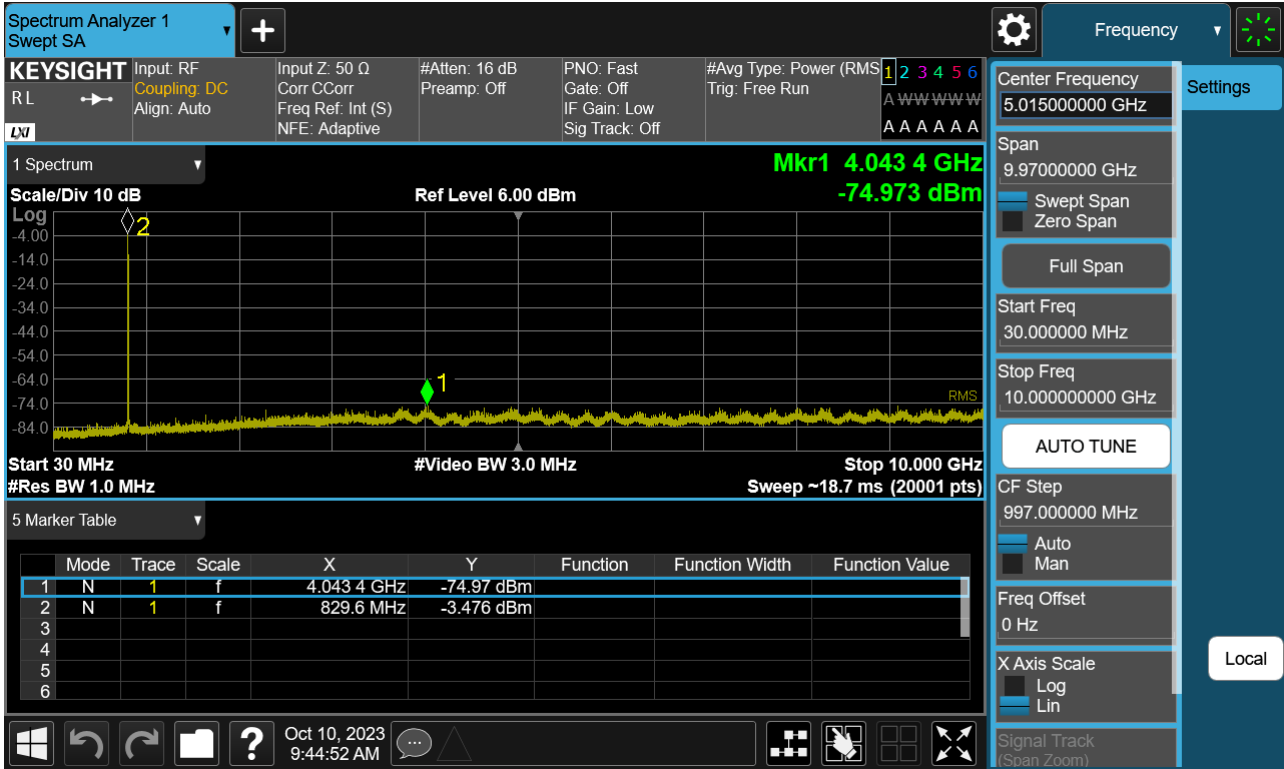 Spectrum Analyzer 1
Swept SA
Frequency
KEYSIGHT
R L
LXI
Input: RF
Coupling: DC
Align: Auto
Input Z: 50 Ω
Corr CCorr
Freq Ref: Int (S)
NFE: Adaptive
#Atten: 16 dB
Preamp: Off
PNO: Fast
Gate: Off
IF Gain: Low
Sig Track: Off
#Avg Type: Power (RMS
Trig: Free Run
1 2 3 4 5 6
A W W W W W
A A A A A A
1 Spectrum
Mkr1 4.043 4 GHz
-74.973 dBm
Scale/Div 10 dB
Ref Level 6.00 dBm
Log
-4.00
-14.0
-24.0
-34.0
-44.0
-54.0
-64.0
-74.0
-84.0
2
1
RMS
Start 30 MHz
#Video BW 3.0 MHz
Stop 10.000 GHz
#Res BW 1.0 MHz
Sweep ~18.7 ms (20001 pts)
5 Marker Table
Mode Trace Scale X Y Function Function Width Function Value
1 N 1 f 4.043 4 GHz -74.97 dBm
2 N 1 f 829.6 MHz -3.476 dBm
3
4
5
6
Oct 10, 2023
9:44:52 AM
Center Frequency
5.015000000 GHz
Settings
Span
9.97000000 GHz
Swept Span
Zero Span
Full Span
Start Freq
30.000000 MHz
Stop Freq
10.000000000 GHz
AUTO TUNE
CF Step
997.000000 MHz
Auto
Man
Freq Offset
0 Hz
X Axis Scale
Log
Lin
Local
Signal Track
(Span Zoom)